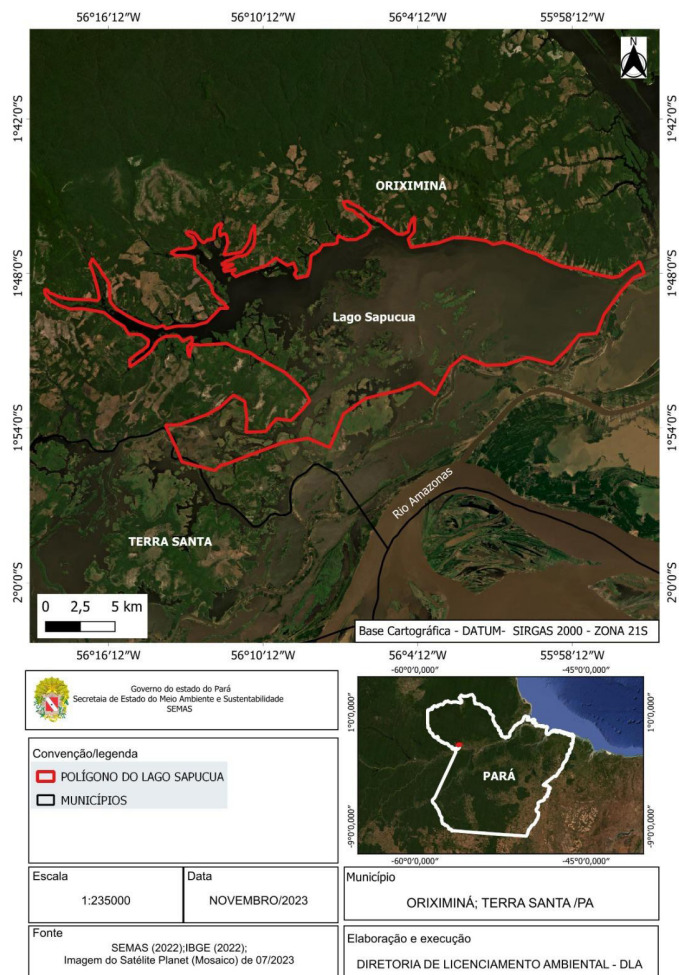 56°16'12"W 56°10'12"W 56°4'12"W 55°58'12"W
N
1°42'0"S 1°42'0"S
ORIXIMINÁ
1°48'0"S 1°48'0"S
Lago Sapucua
1°54'0"S 1°54'0"S
Rio Amazonas
TERRA SANTA
2°0'0"S 2°0'0"S
0 2,5 5 km
Base Cartográfica - DATUM- SIRGAS 2000 - ZONA 21S
56°16'12"W 56°10'12"W 56°4'12"W 55°58'12"W
Governo do estado do Pará
Secretaia de Estado do Meio Ambiente e Sustentabilidade
SEMAS
Convenção/legenda
POLÍGONO DO LAGO SAPUCUA
MUNICÍPIOS
-60°0'0,000" -45°0'0,000"
1°0'0,000" 1°0'0,000"
PARÁ
-9°0'0,000" -9°0'0,000"
-60°0'0,000" -45°0'0,000"
Escala
1:235000
Data
NOVEMBRO/2023
Município
ORIXIMINÁ; TERRA SANTA /PA
Fonte
SEMAS (2022);IBGE (2022);
Imagem do Satélite Planet (Mosaico) de 07/2023
Elaboração e execução
DIRETORIA DE LICENCIAMENTO AMBIENTAL - DLA